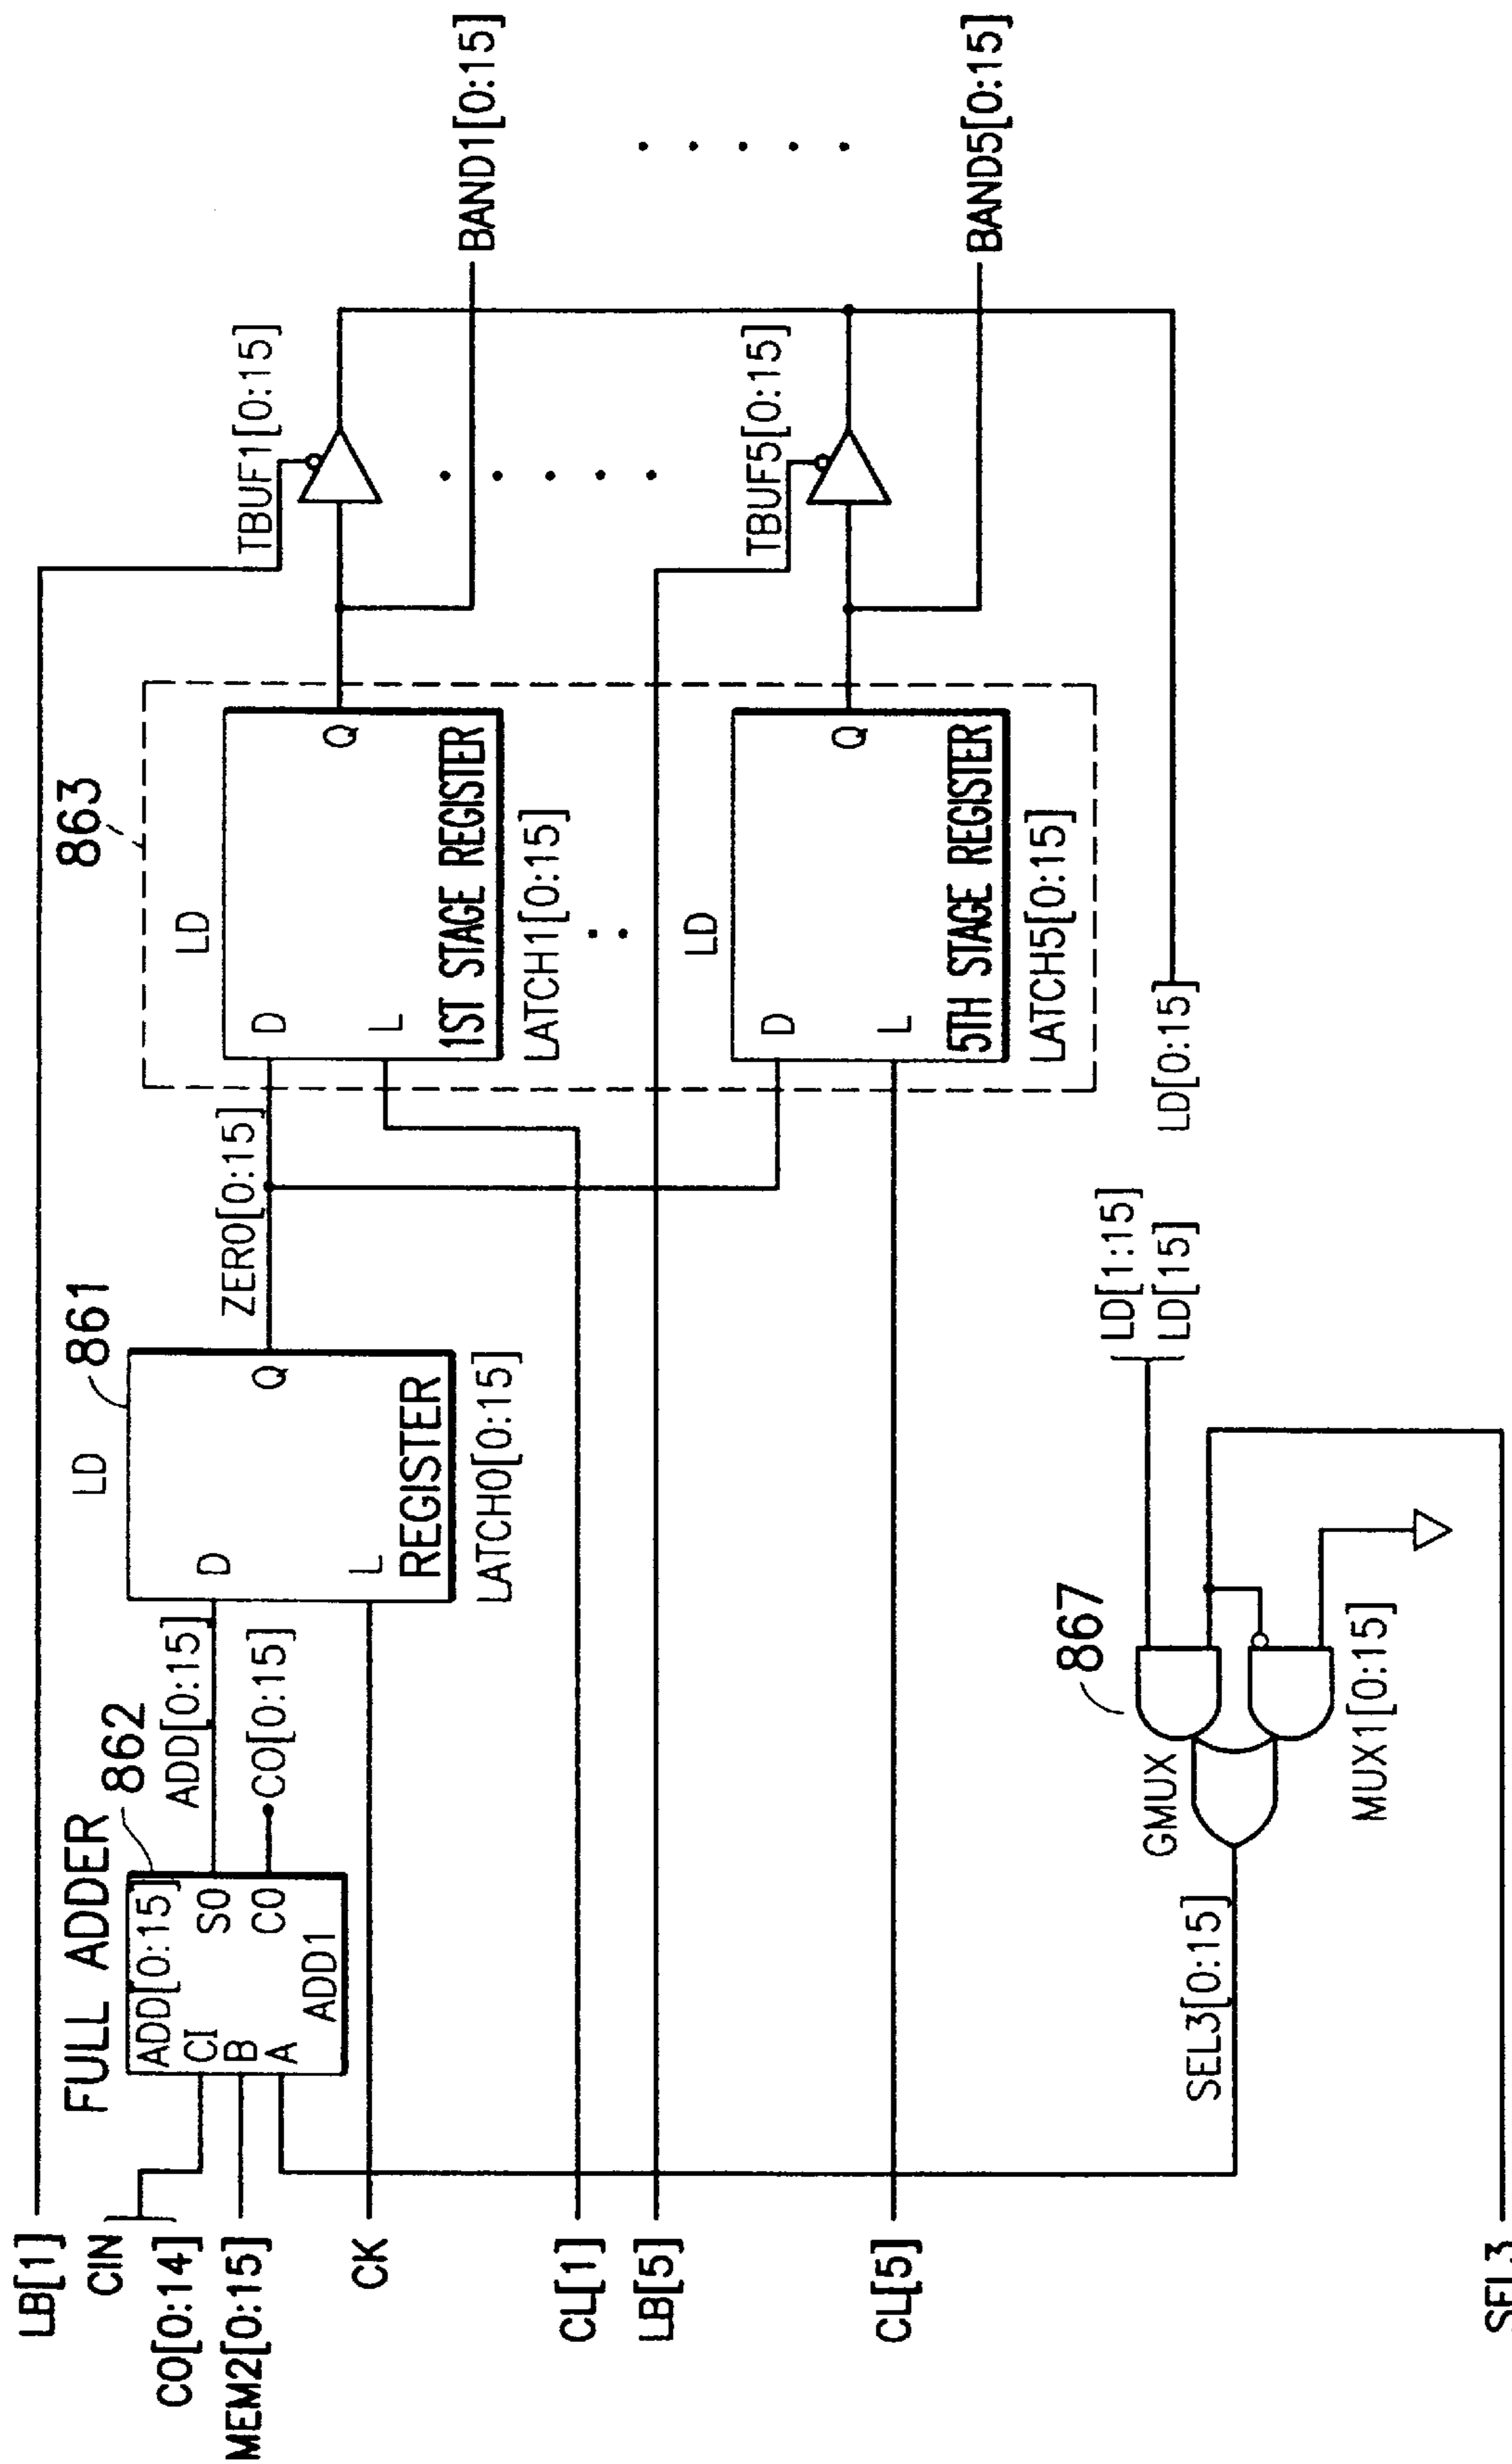 LB[1]
CIN
CO[0:14]
MEM2[0:15]
CK
CL[1]
LB[5]
CL[5]
SEL3
FULL ADDER
862
ADD[0:15]
CI
B
A
SO
CO
ADD1
ADD[0:15]
CO[0:15]
861
LD
D
L
Q
REGISTER
LATCH0[0:15]
ZERO[0:15]
863
LD
D
L
Q
1ST STAGE REGISTER
LATCH1[0:15]
LD
D
L
Q
5TH STAGE REGISTER
LATCH5[0:15]
TBUF1[0:15]
TBUF5[0:15]
BAND1[0:15]
BAND5[0:15]
LD[0:15]
SEL3[0:15]
GMUX
867
MUX1[0:15]
LD[1:15]
LD[15]